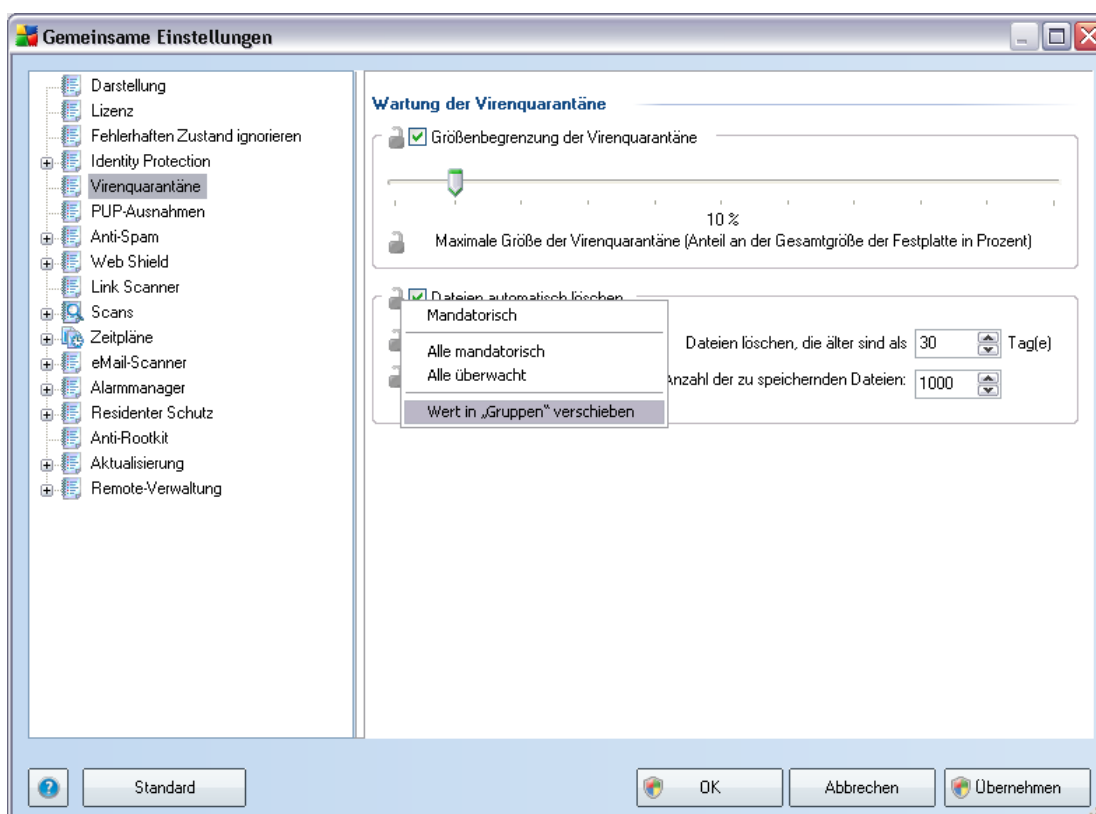 Gemeinsame Einstellungen
Darstellung
Lizenz
Fehlerhaften Zustand ignorieren
Identity Protection
Virenquarantäne
PUP-Ausnahmen
Anti-Spam
Web Shield
Link Scanner
Scans
Zeitpläne
eMail-Scanner
Alarmmanager
Residenter Schutz
Anti-Rootkit
Aktualisierung
Remote-Verwaltung
Wartung der Virenquarantäne
Größenbegrenzung der Virenquarantäne
10 %
Maximale Größe der Virenquarantäne (Anteil an der Gesamtgröße der Festplatte in Prozent)
Dateien automatisch löschen
Mandatorisch
Alle mandatorisch
Alle überwacht
Wert in „Gruppen“ verschieben
Dateien löschen, die älter sind als 30 Tag(e)
Anzahl der zu speichernden Dateien: 1000
Standard
OK
Abbrechen
Übernehmen